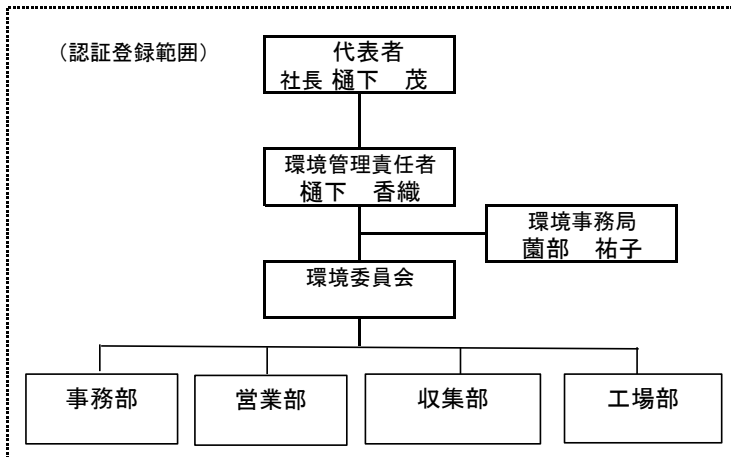 （認証登録範囲）
代表者
社長 樋下　茂
環境管理責任者
樋下　香織
環境事務局
薗部　祐子
環境委員会
事務部
営業部
収集部
工場部